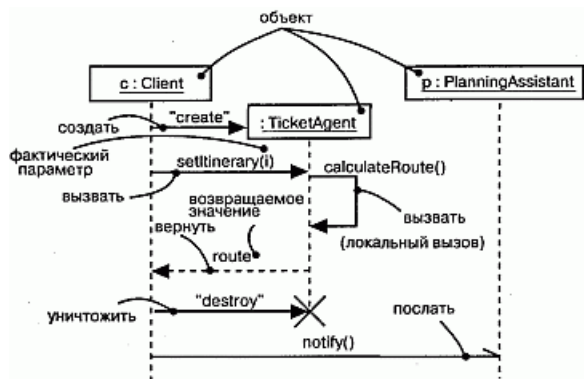 объект
c : Client
p : PlanningAssistant
"create"
: TicketAgent
создать
фактический
параметр
setItinerary(i)
calculateRoute()
вызвать
возвращаемое
значение
вызвать
вернуть
(локальный вызов)
route
"destroy"
уничтожить
послать
notify()